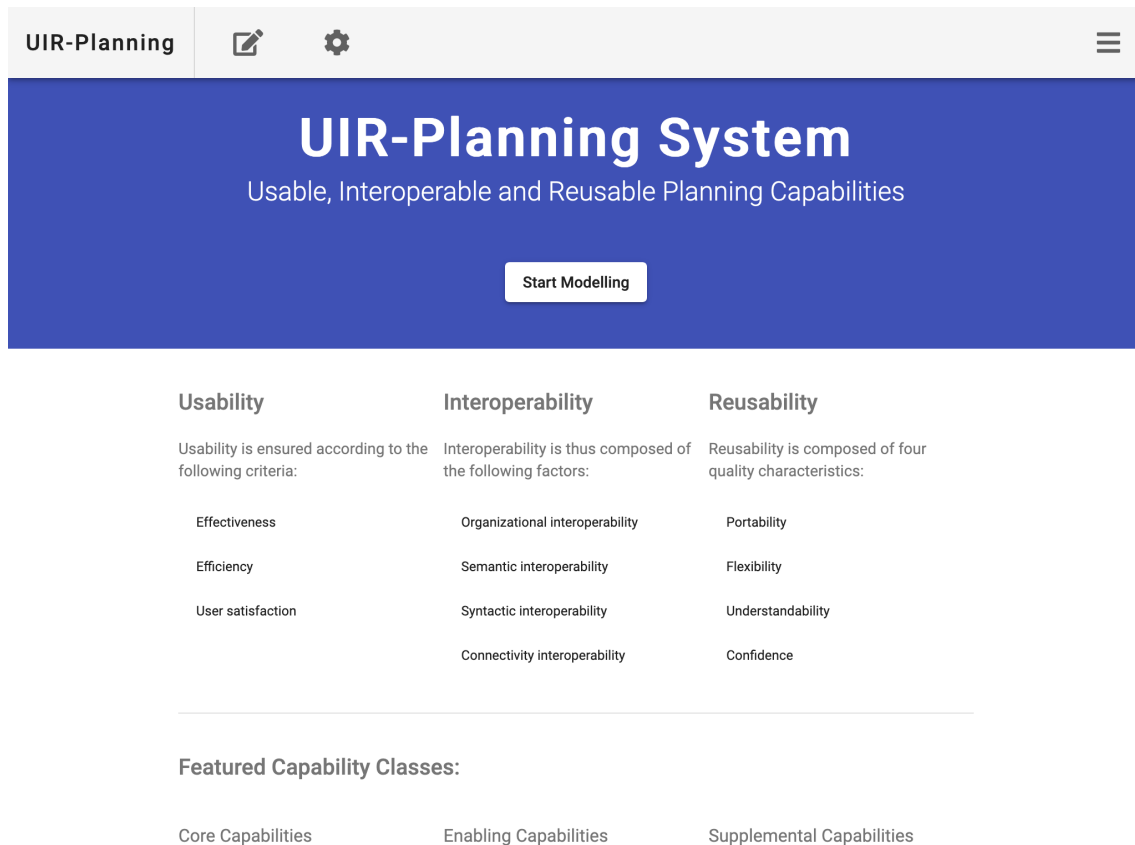 UIR-Planning
UIR-Planning System
Usable, Interoperable and Reusable Planning Capabilities
Start Modelling
Usability
Usability is ensured according to the
following criteria:
Effectiveness
Efficiency
User satisfaction
Interoperability
Interoperability is thus composed of
the following factors:
Organizational interoperability
Semantic interoperability
Syntactic interoperability
Connectivity interoperability
Reusability
Reusability is composed of four
quality characteristics:
Portability
Flexibility
Understandability
Confidence
Featured Capability Classes:
Core Capabilities
Enabling Capabilities
Supplemental Capabilities